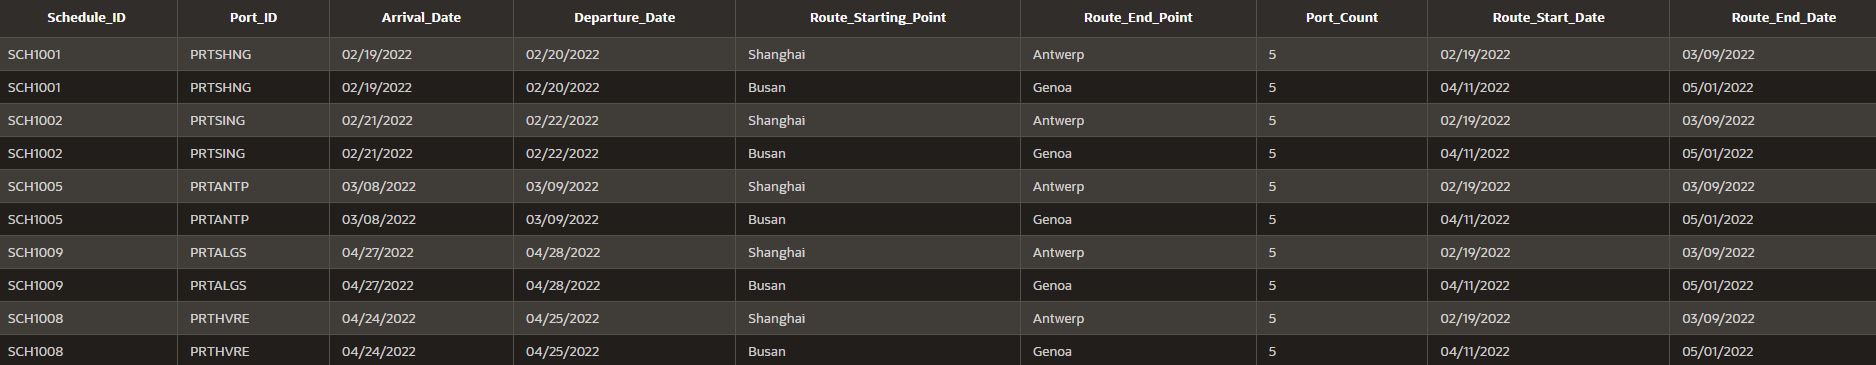 Schedule_ID Port_ID Arrival_Date Departure_Date Route_Starting_Point Route_End_Point Port_Count Route_Start_Date Route_End_Date
SCH1001 PRTSHNG 02/19/2022 02/20/2022 Shanghai Antwerp 5 02/19/2022 03/09/2022
SCH1001 PRTSHNG 02/19/2022 02/20/2022 Busan Genoa 5 04/11/2022 05/01/2022
SCH1002 PRTSING 02/21/2022 02/22/2022 Shanghai Antwerp 5 02/19/2022 03/09/2022
SCH1002 PRTSING 02/21/2022 02/22/2022 Busan Genoa 5 04/11/2022 05/01/2022
SCH1005 PRTANTP 03/08/2022 03/09/2022 Shanghai Antwerp 5 02/19/2022 03/09/2022
SCH1005 PRTANTP 03/08/2022 03/09/2022 Busan Genoa 5 04/11/2022 05/01/2022
SCH1009 PRTALGS 04/27/2022 04/28/2022 Shanghai Antwerp 5 02/19/2022 03/09/2022
SCH1009 PRTALGS 04/27/2022 04/28/2022 Busan Genoa 5 04/11/2022 05/01/2022
SCH1008 PRTHVRE 04/24/2022 04/25/2022 Shanghai Antwerp 5 02/19/2022 03/09/2022
SCH1008 PRTHVRE 04/24/2022 04/25/2022 Busan Genoa 5 04/11/2022 05/01/2022